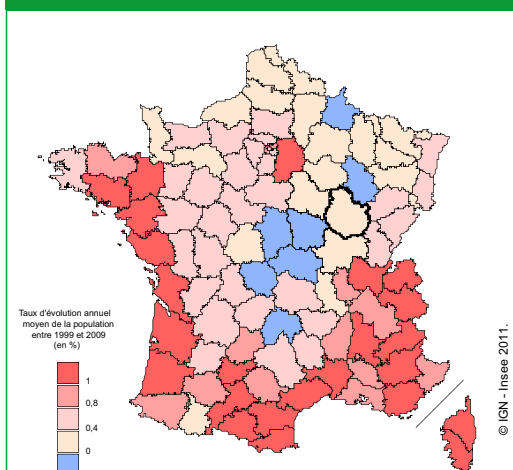 Taux d'évolution annuel
moyen de la population
entre 1999 et 2009
(en %)
1
0,8
0,4
0
© IGN - Insee 2011.